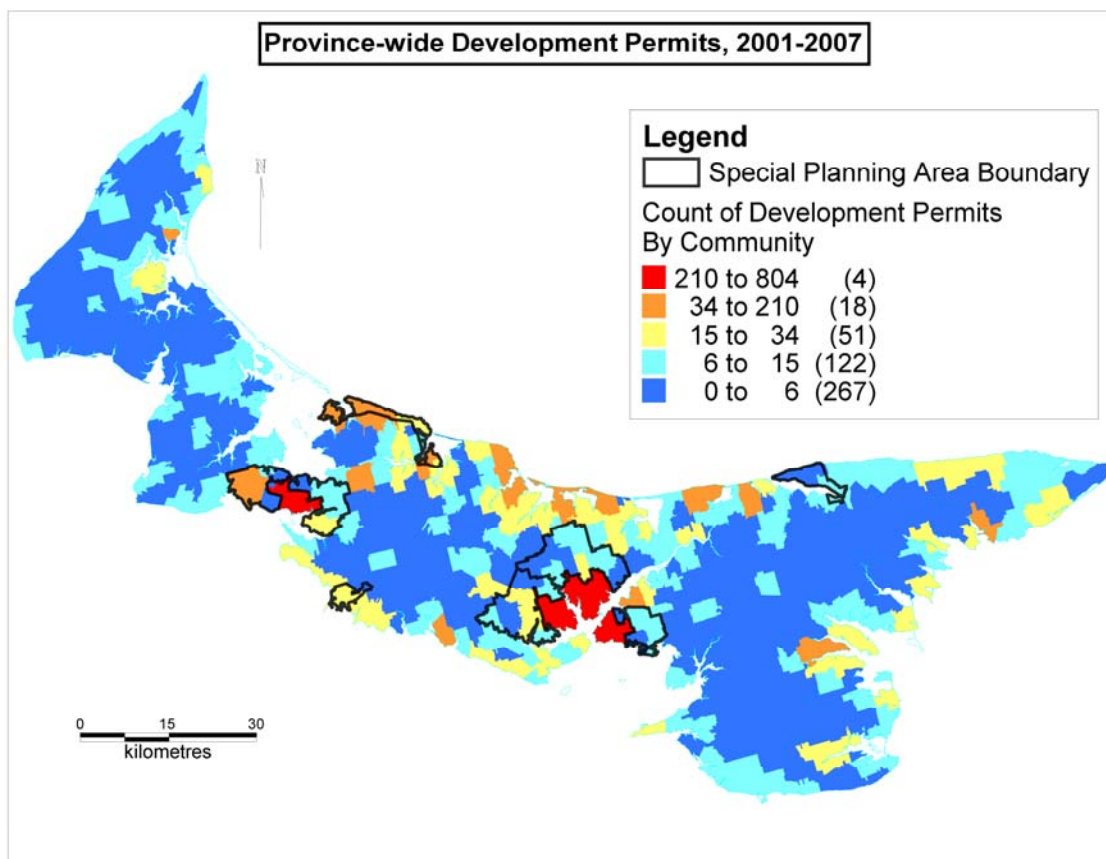 Province-wide Development Permits, 2001-2007
N
Legend
Special Planning Area Boundary
Count of Development Permits
By Community
210 to 804 (4)
34 to 210 (18)
15 to 34 (51)
6 to 15 (122)
0 to 6 (267)
0 15 30
kilometres